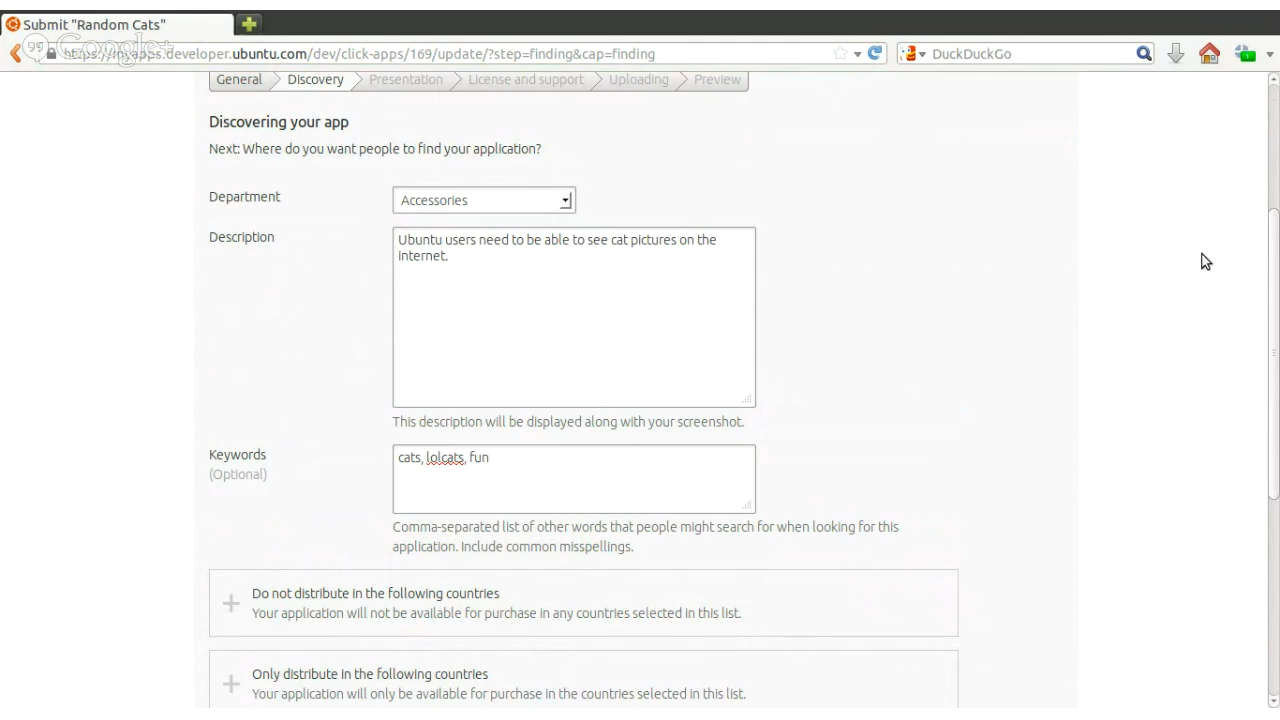 Submit "Random Cats"
Google+
https://myapps.developer.ubuntu.com/dev/click-apps/169/update/?step=finding&cap=finding
DuckDuckGo
General Discovery Presentation License and support Uploading Preview
Discovering your app
Next: Where do you want people to find your application?
Department
Accessories
Description
Ubuntu users need to be able to see cat pictures on the
internet.
This description will be displayed along with your screenshot.
Keywords
(Optional)
cats, lolcats, fun
Comma-separated list of other words that people might search for when looking for this
application. Include common misspellings.
Do not distribute in the following countries
Your application will not be available for purchase in any countries selected in this list.
Only distribute in the following countries
Your application will only be available for purchase in the countries selected in this list.